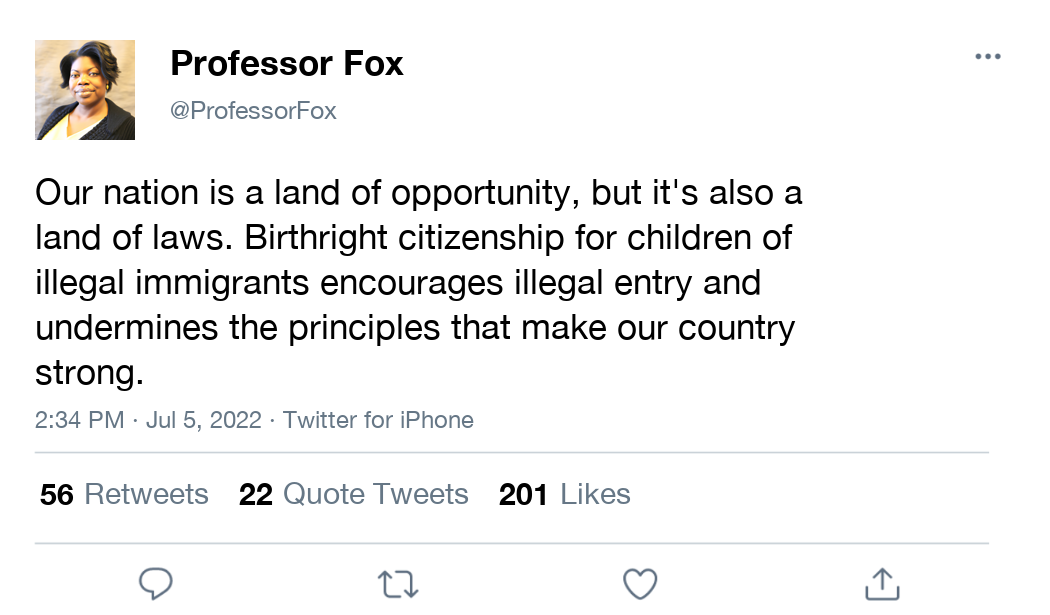 Professor Fox
@ProfessorFox
Our nation is a land of opportunity, but it's also a
land of laws. Birthright citizenship for children of
illegal immigrants encourages illegal entry and
undermines the principles that make our country
strong.
2:34 PM · Jul 5, 2022 · Twitter for iPhone
56 Retweets 22 Quote Tweets 201 Likes